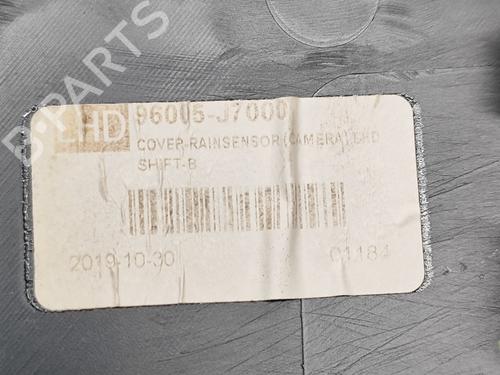 LHD 96005-J7000
COVER-RAINSENSOR(CAMERA) LHD
SHIFT-B
2019-10-30 01184
D-PARTS